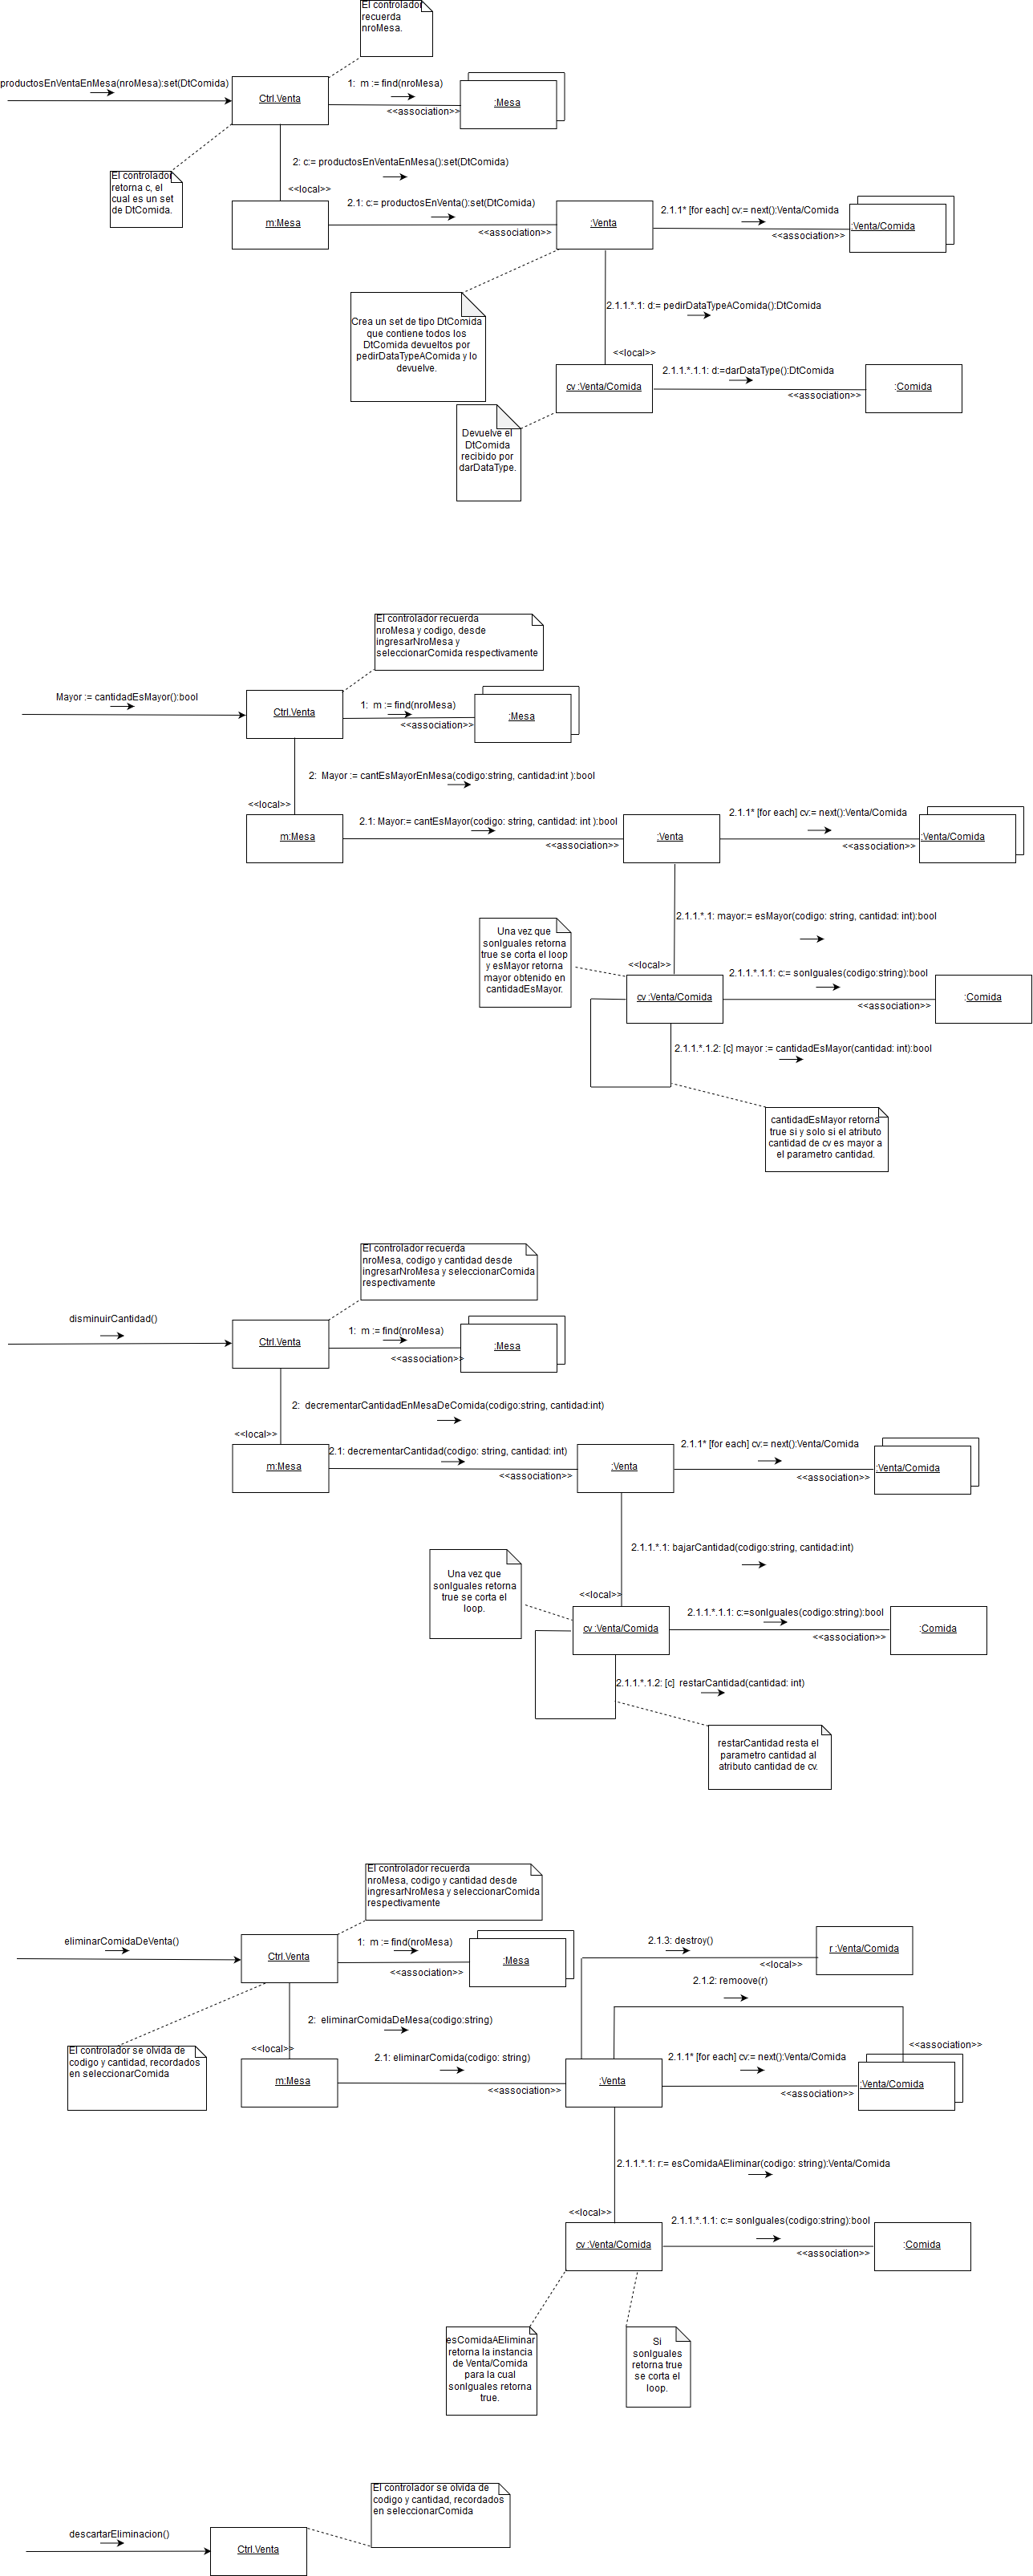 El controlador
recuerda
nroMesa.
productosEnVentaEnMesa(nroMesa):set(DtComida)
Ctrl.Venta
1:  m := find(nroMesa)
<<association>>
:Mesa
El controlador
retorna c, el
cual es un set
de DtComida.
2: c:= productosEnVentaEnMesa():set(DtComida)
<<local>>
m:Mesa
2.1: c:= productosEnVenta():set(DtComida)
<<association>>
:Venta
2.1.1* [for each] cv:= next():Venta/Comida
<<association>>
:Venta/Comida
Crea un set de tipo DtComida
que contiene todos los
DtComida devueltos por
pedirDataTypeAComida y lo
devuelve.
2.1.1.*.1: d:= pedirDataTypeAComida():DtComida
<<local>>
cv :Venta/Comida
2.1.1.*.1.1: d:=darDataType():DtComida
<<association>>
:Comida
Devuelve el
DtComida
recibido por
darDataType.
El controlador recuerda
nroMesa y codigo, desde
ingresarNroMesa y
seleccionarComida respectivamente
Mayor := cantidadEsMayor():bool
Ctrl.Venta
1:  m := find(nroMesa)
<<association>>
:Mesa
2:  Mayor := cantEsMayorEnMesa(codigo:string, cantidad:int ):bool
<<local>>
m:Mesa
2.1: Mayor:= cantEsMayor(codigo: string, cantidad: int ):bool
<<association>>
:Venta
2.1.1* [for each] cv:= next():Venta/Comida
<<association>>
:Venta/Comida
2.1.1.*.1: mayor:= esMayor(codigo: string, cantidad: int):bool
Una vez que
sonIguales retorna
true se corta el loop
y esMayor retorna
mayor obtenido en
cantidadEsMayor.
<<local>>
cv :Venta/Comida
2.1.1.*.1.1: c:= sonIguales(codigo:string):bool
<<association>>
:Comida
2.1.1.*.1.2: [c] mayor := cantidadEsMayor(cantidad: int):bool
cantidadEsMayor retorna
true si y solo si el atributo
cantidad de cv es mayor a
el parametro cantidad.
El controlador recuerda
nroMesa, codigo y cantidad desde
ingresarNroMesa y seleccionarComida
respectivamente
disminuirCantidad()
Ctrl.Venta
1:  m := find(nroMesa)
<<association>>
:Mesa
2:  decrementarCantidadEnMesaDeComida(codigo:string, cantidad:int)
<<local>>
m:Mesa
2.1: decrementarCantidad(codigo: string, cantidad: int)
<<association>>
:Venta
2.1.1* [for each] cv:= next():Venta/Comida
<<association>>
:Venta/Comida
2.1.1.*.1: bajarCantidad(codigo:string, cantidad:int)
Una vez que
sonIguales retorna
true se corta el
loop.
<<local>>
cv :Venta/Comida
2.1.1.*.1.1: c:=sonIguales(codigo:string):bool
<<association>>
:Comida
2.1.1.*.1.2: [c]  restarCantidad(cantidad: int)
restarCantidad resta el
parametro cantidad al
atributo cantidad de cv.
El controlador recuerda
nroMesa, codigo y cantidad desde
ingresarNroMesa y seleccionarComida
respectivamente
eliminarComidaDeVenta()
Ctrl.Venta
1:  m := find(nroMesa)
<<association>>
:Mesa
2.1.3: destroy()
<<local>>
r :Venta/Comida
2.1.2: remoove(r)
<<association>>
El controlador se olvida de
codigo y cantidad, recordados
en seleccionarComida
2:  eliminarComidaDeMesa(codigo:string)
<<local>>
m:Mesa
2.1: eliminarComida(codigo: string)
<<association>>
:Venta
2.1.1* [for each] cv:= next():Venta/Comida
<<association>>
:Venta/Comida
2.1.1.*.1: r:= esComidaAEliminar(codigo: string):Venta/Comida
<<local>>
cv :Venta/Comida
2.1.1.*.1.1: c:= sonIguales(codigo:string):bool
<<association>>
:Comida
esComidaAEliminar
retorna la instancia
de Venta/Comida
para la cual
sonIguales retorna
true.
Si
sonIguales
retorna true
se corta el
loop.
El controlador se olvida de
codigo y cantidad, recordados
en seleccionarComida
descartarEliminacion()
Ctrl.Venta